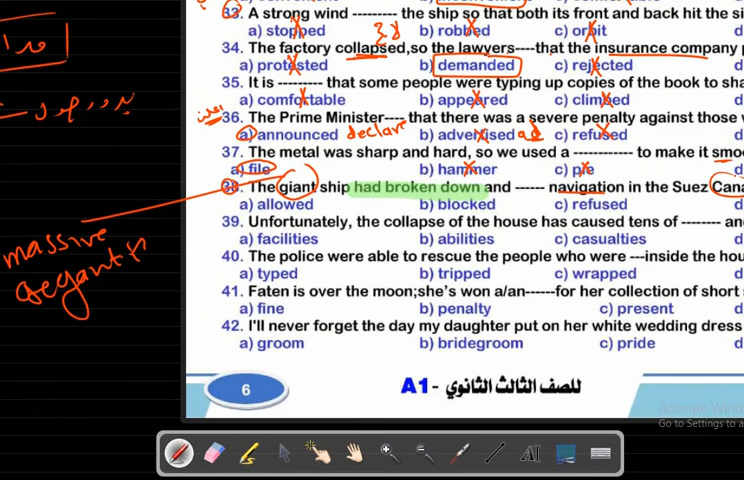 33. A strong wind --------- the ship so that both its front and back hit the si
a) stopped b) robbed c) orbit
34. The factory collapsed,so the lawyers----that the insurance company p
a) protested b) demanded c) rejected d
35. It is --------- that some people were typing up copies of the book to sha
a) comfortable b) appeared c) climbed d
36. The Prime Minister---- that there was a severe penalty against those w
a) announced declare b) advertised ad c) refused d
37. The metal was sharp and hard, so we used a ------------ to make it smo
a) file b) hammer c) pie d
38. The giant ship had broken down and ------ navigation in the Suez Cana
a) allowed b) blocked c) refused d
massive
39. Unfortunately, the collapse of the house has caused tens of -------- an
a) facilities b) abilities c) casualties d
40. The police were able to rescue the people who were ---inside the hou
a) typed b) tripped c) wrapped d
41. Faten is over the moon;she's won a/an------for her collection of short
a) fine b) penalty c) present d
42. I'll never forget the day my daughter put on her white wedding dress
a) groom b) bridegroom c) pride d
6 A1- للصف الثالث الثانوي
Activate Wind
Go to Settings to a
AI